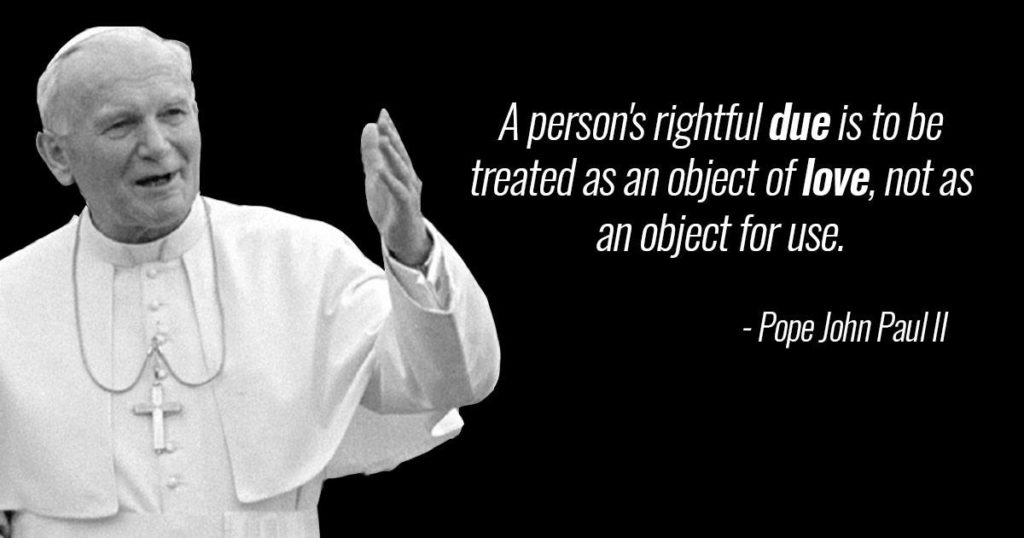 A person's rightful due is to be
treated as an object of love, not as
an object for use.
- Pope John Paul II